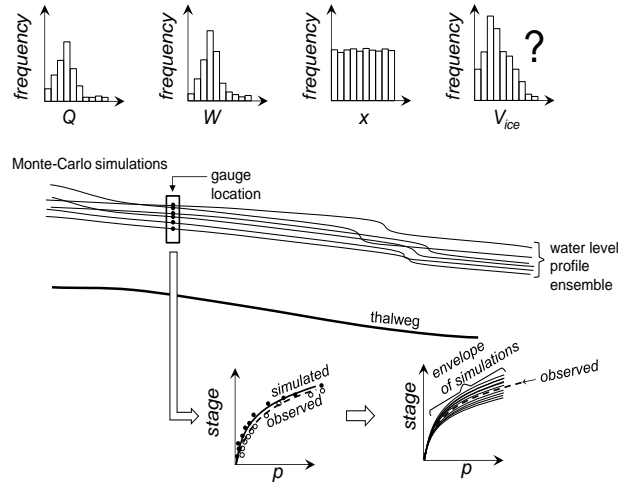 frequency
frequency
frequency
frequency
?
Q
W
x
V_ice
Monte-Carlo simulations
gauge
location
water level
profile
ensemble
thalweg
stage
simulated
observed
p
stage
envelope
of simulations
observed
p